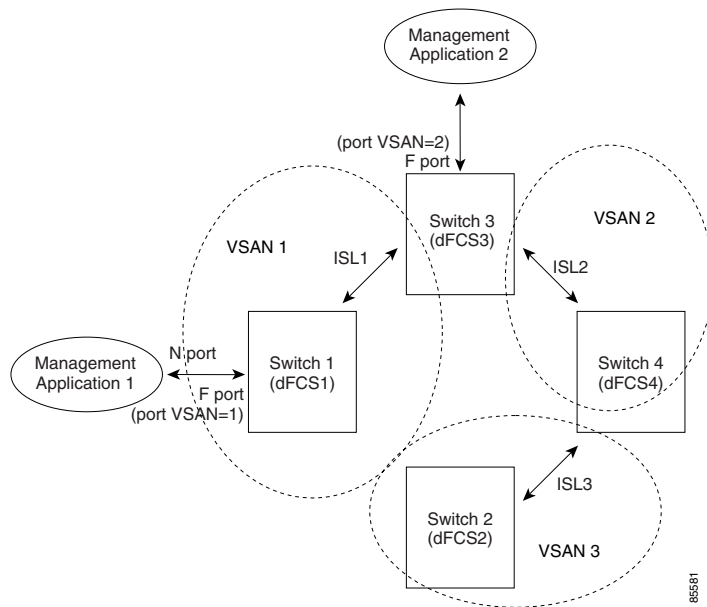 Management
Application 2
(port VSAN=2)
F port
Switch 3
(dFCS3)
VSAN 1
VSAN 2
ISL1
ISL2
N port
Management
Application 1
F port
(port VSAN=1)
Switch 1
(dFCS1)
Switch 4
(dFCS4)
ISL3
Switch 2
(dFCS2)
VSAN 3
85581